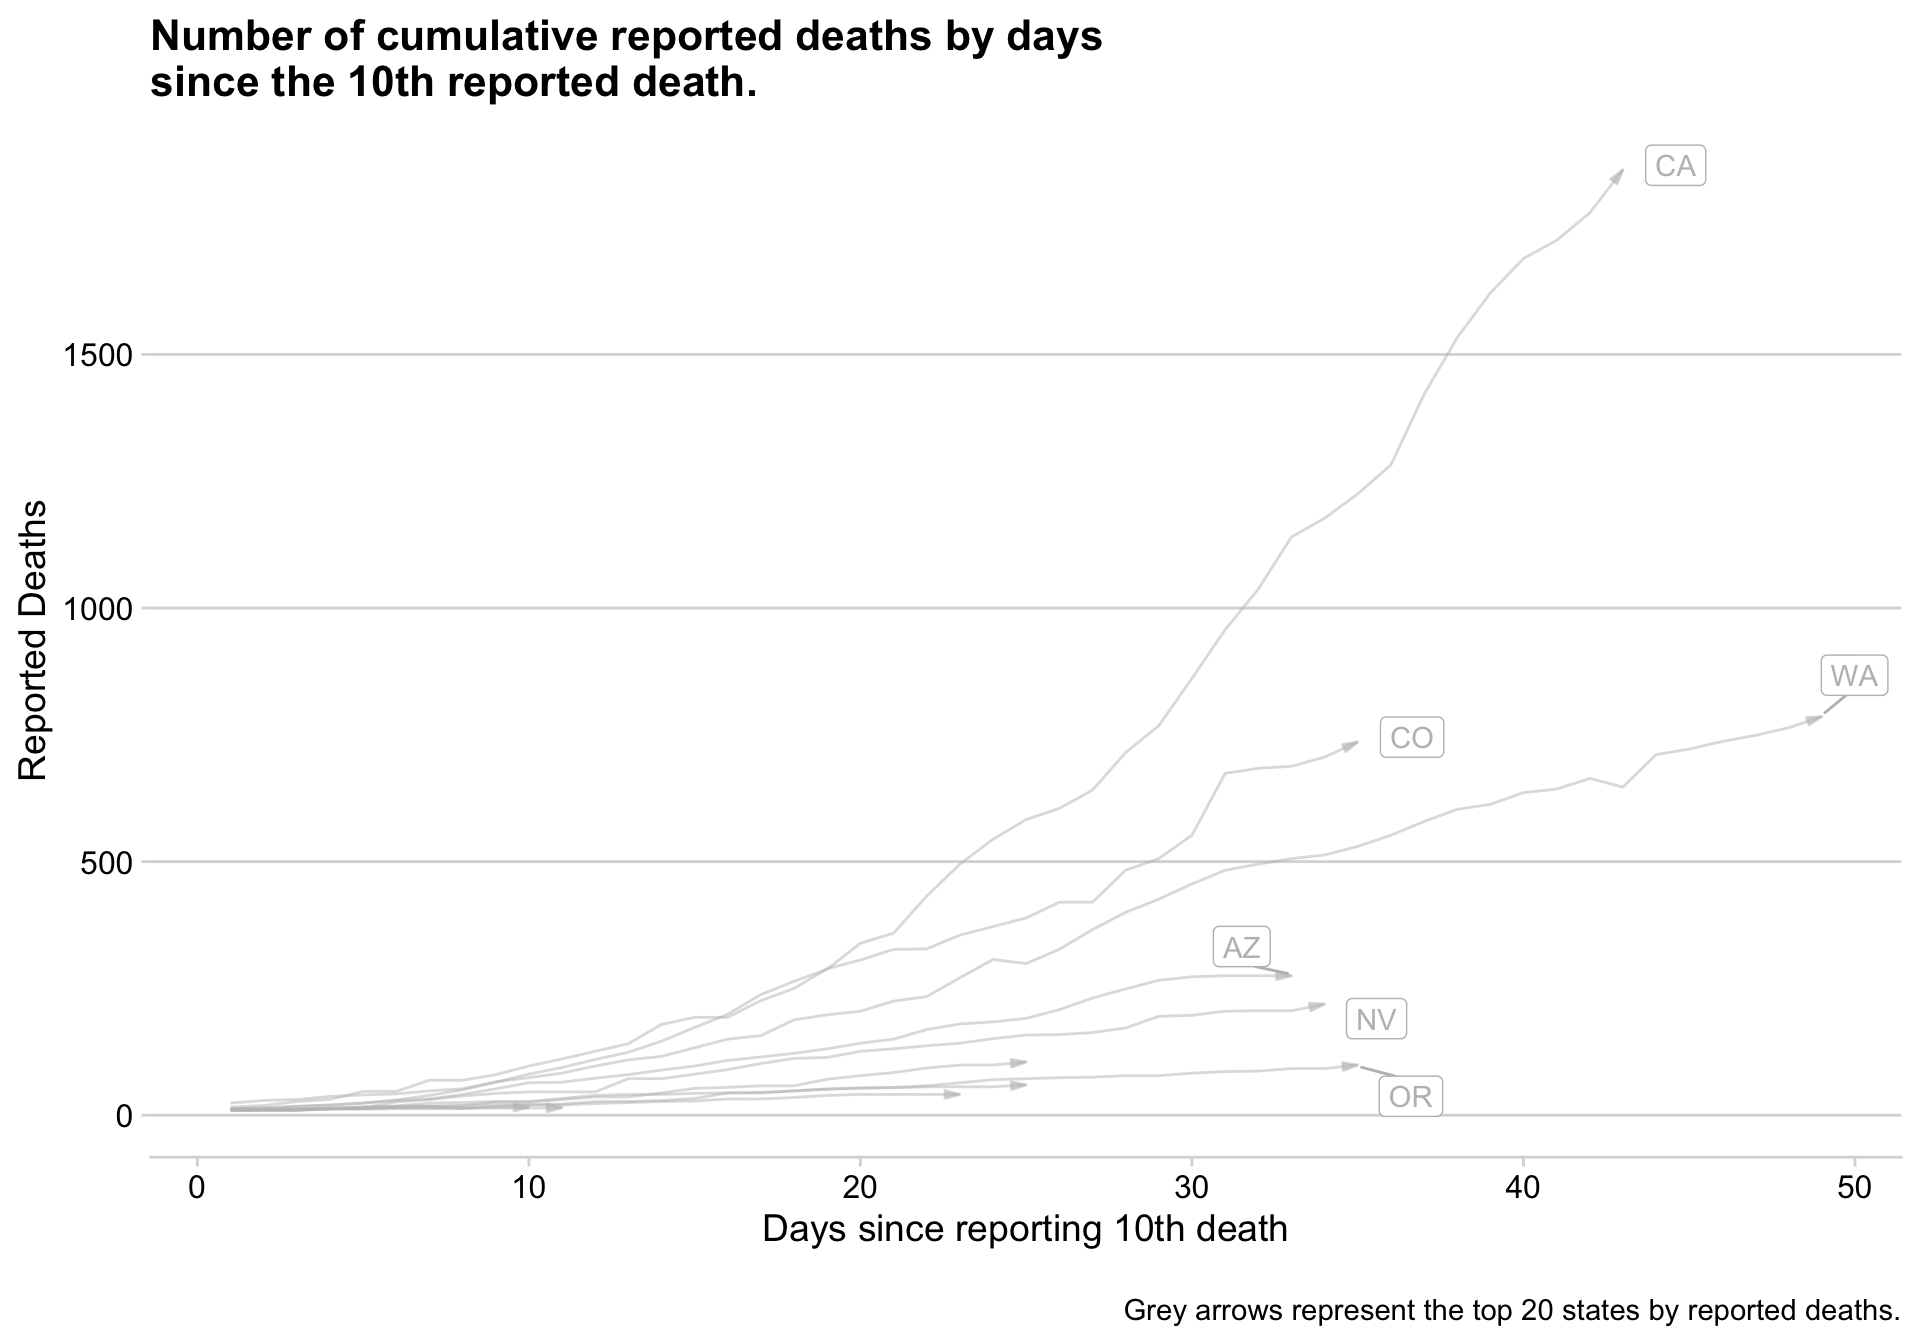 Number of cumulative reported deaths by days
since the 10th reported death.
CA
1500
1000
WA
CO
500
AZ
NV
OR
0
Reported Deaths
0 10 20 30 40 50
Days since reporting 10th death
Grey arrows represent the top 20 states by reported deaths.